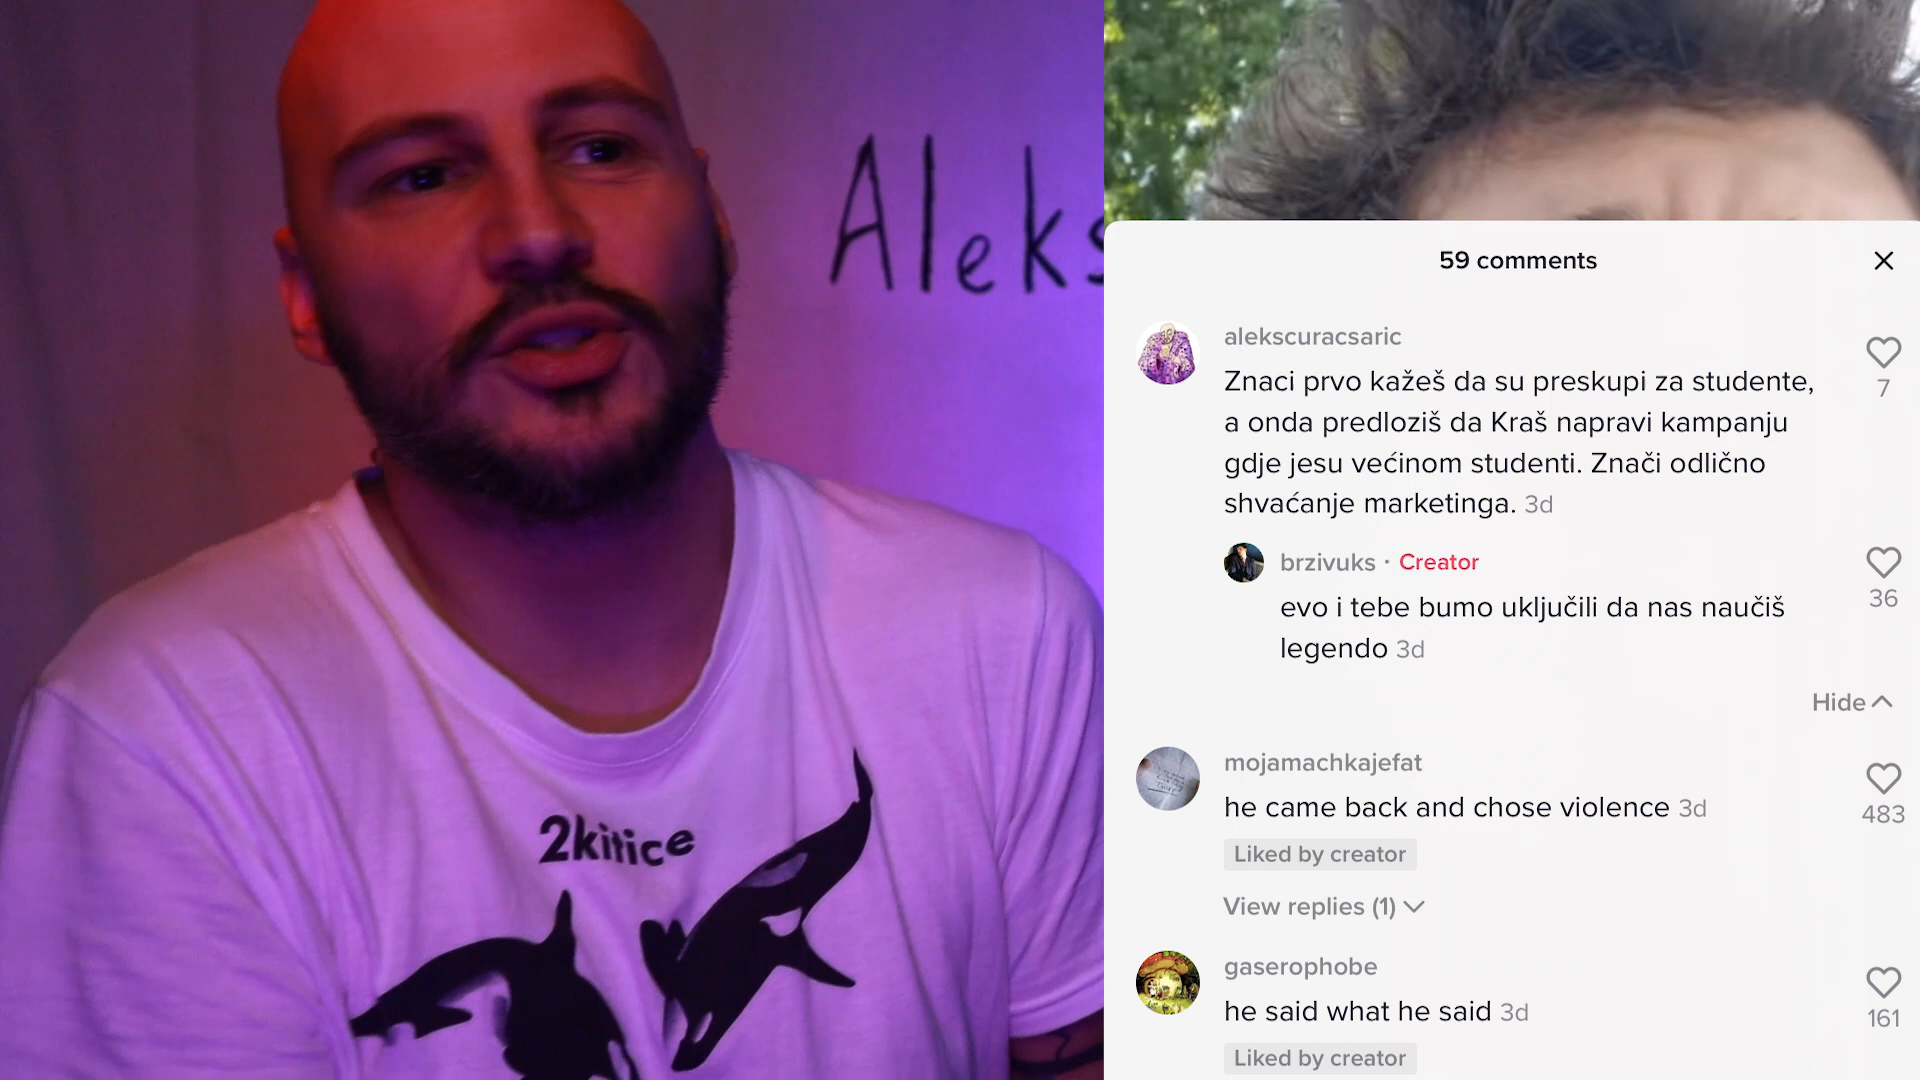 Aleks
2kitice
59 comments
alekscuracsaric
Znaci prvo kažeš da su preskupi za studente,
a onda predloziš da Kraš napravi kampanju
gdje jesu većinom studenti. Znači odlično
shvaćanje marketinga. 3d
7
brzivuks · Creator
evo i tebe bumo uključili da nas naučiš
legendo 3d
36
Hide
mojamachkajefat
he came back and chose violence 3d
483
Liked by creator
View replies (1)
gaserophobe
he said what he said 3d
161
Liked by creator